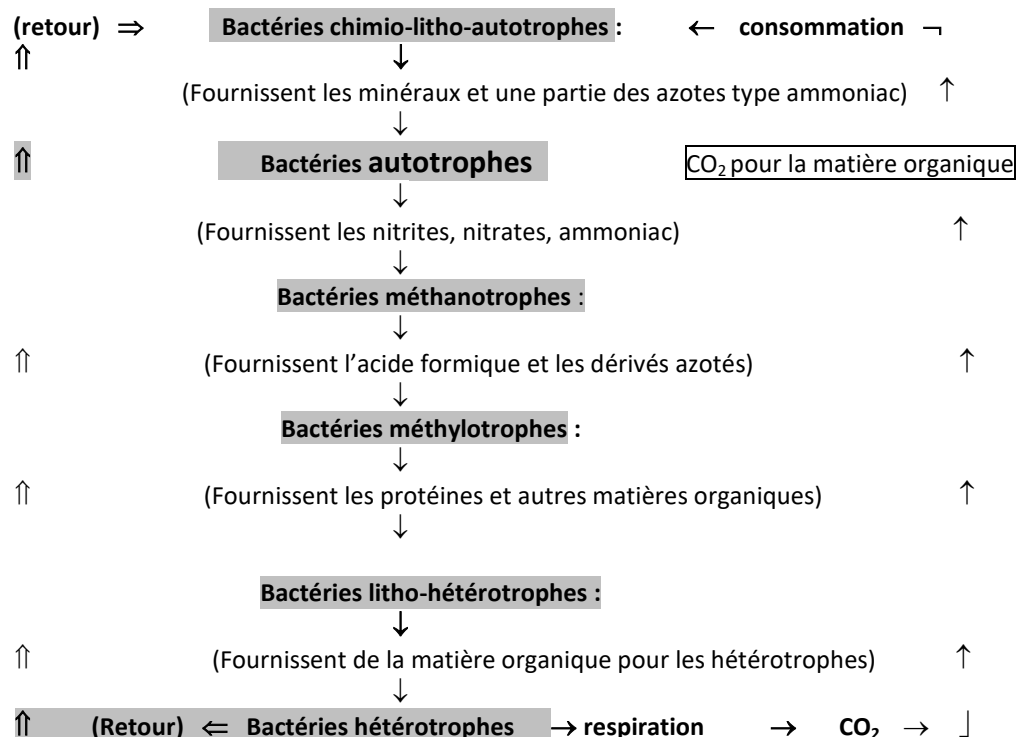 (retour) ⇒ Bactéries chimio-litho-autotrophes : ← consommation ¬
⇑ ↓
(Fournissent les minéraux et une partie des azotes type ammoniac) ↑
↓
⇑ Bactéries autotrophes CO₂ pour la matière organique
↓
(Fournissent les nitrites, nitrates, ammoniac) ↑
↓
Bactéries méthanotrophes :
↓
⇑ (Fournissent l’acide formique et les dérivés azotés) ↑
↓
Bactéries méthylotrophes :
↓
⇑ (Fournissent les protéines et autres matières organiques) ↑
↓
Bactéries litho-hétérotrophes :
↓
⇑ (Fournissent de la matière organique pour les hétérotrophes) ↑
↓
⇑ (Retour) ⇐ Bactéries hétérotrophes → respiration → CO₂ → ⌋